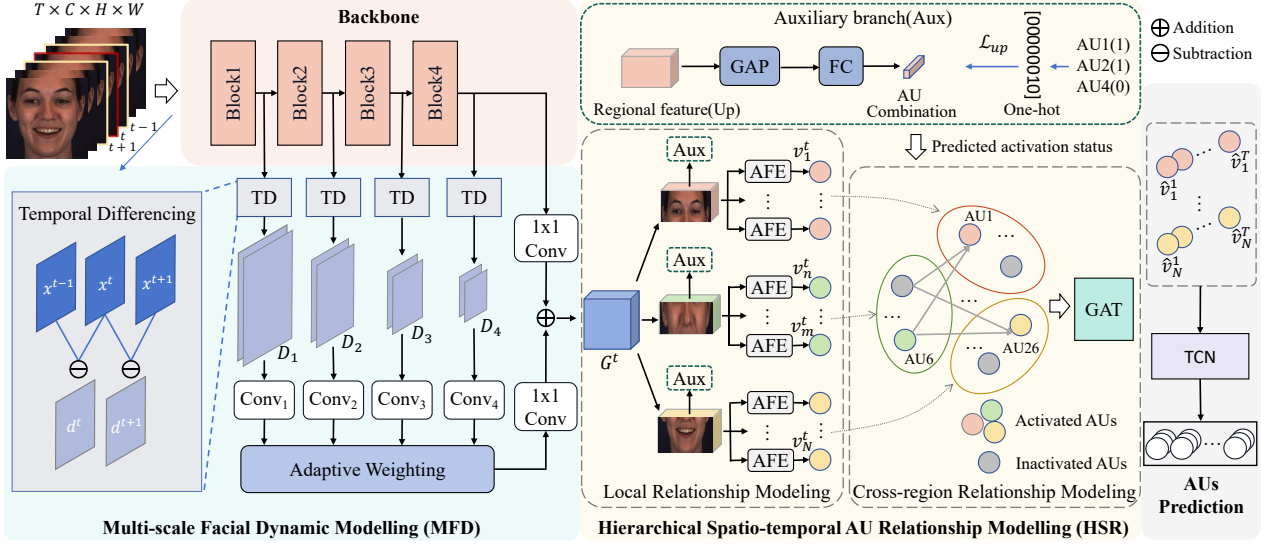 T × C × H × W
t − 1
t
t + 1
Backbone
Block1
Block2
Block3
Block4
Temporal Differencing
x^{t−1}
x^{t}
x^{t+1}
d^{t}
d^{t+1}
TD
TD
TD
TD
D_1
D_2
D_3
D_4
Conv_1
Conv_2
Conv_3
Conv_4
Adaptive Weighting
1x1
Conv
1x1
Conv
Multi-scale Facial Dynamic Modelling (MFD)
Auxiliary branch(Aux)
Regional feature(Up)
GAP
FC
AU
Combination
ℒ_{up}
[00000010]
One-hot
AU1(1)
AU2(1)
AU4(0)
Addition
Subtraction
Predicted activation status
G^t
Aux
AFE
v_1^t
⋮
⋮
AFE
Aux
AFE
v_n^t
⋮
⋮
v_m^t
AFE
Aux
AFE
⋮
⋮
v_N^t
AFE
Local Relationship Modeling
AU1
...
...
...
AU6
AU26
...
GAT
Activated AUs
Inactivated AUs
Cross-region Relationship Modeling
Hierarchical Spatio-temporal AU Relationship Modelling (HSR)
...
v̂_1^1
v̂_1^T
⋮
...
v̂_N^1
v̂_N^T
TCN
...
AUs
Prediction